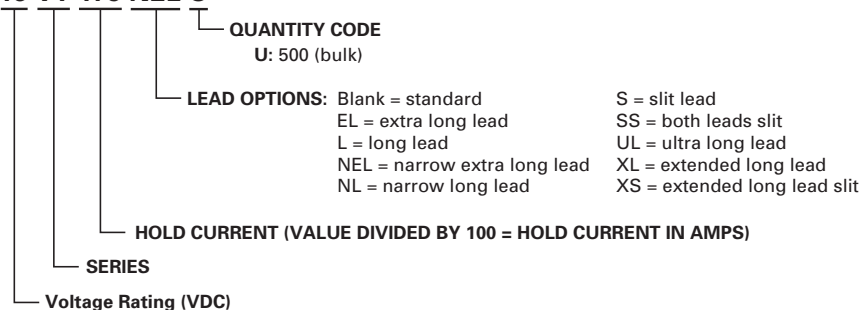 QUANTITY CODE
U: 500 (bulk)
LEAD OPTIONS: Blank = standard S = slit lead
EL = extra long lead SS = both leads slit
L = long lead UL = ultra long lead
NEL = narrow extra long lead XL = extended long lead
NL = narrow long lead XS = extended long lead slit
HOLD CURRENT (VALUE DIVIDED BY 100 = HOLD CURRENT IN AMPS)
SERIES
Voltage Rating (VDC)